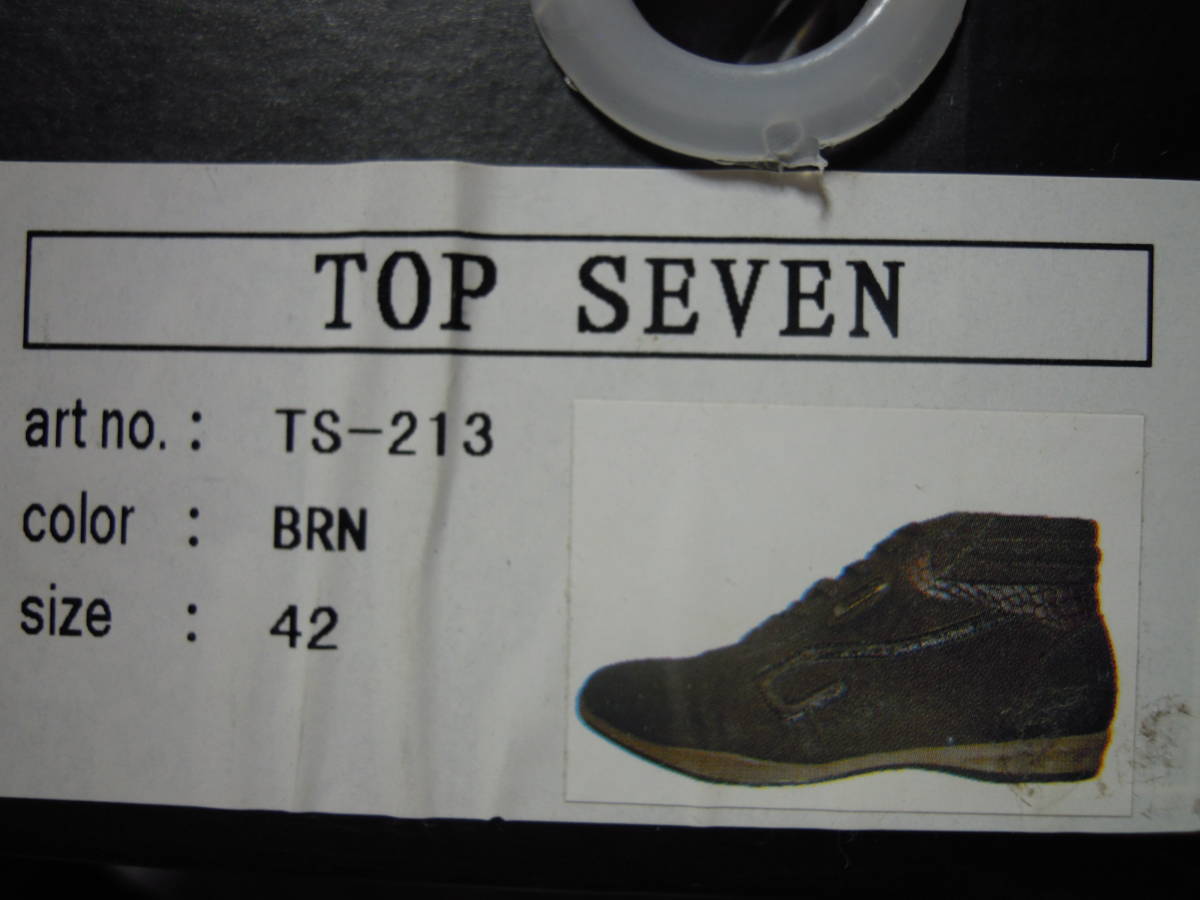 TOP SEVEN
art no. : TS-213
color : BRN
size : 42